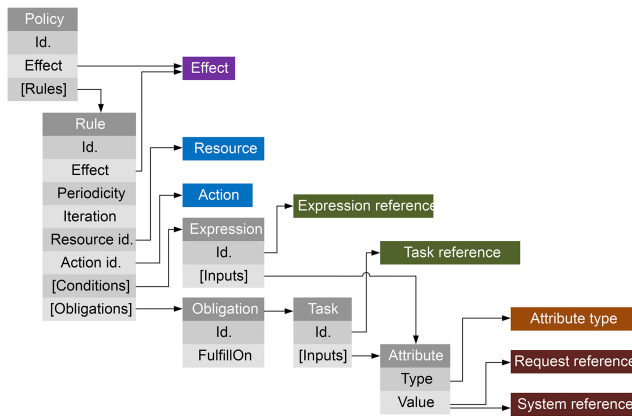 Policy
Id.
Effect
[Rules]
Effect
Rule
Id.
Effect
Periodicity
Iteration
Resource id.
Action id.
[Conditions]
[Obligations]
Resource
Action
Expression
Id.
[Inputs]
Expression reference
Task reference
Obligation
Id.
FulfillOn
Task
Id.
[Inputs]
Attribute
Type
Value
Attribute type
Request reference
System reference